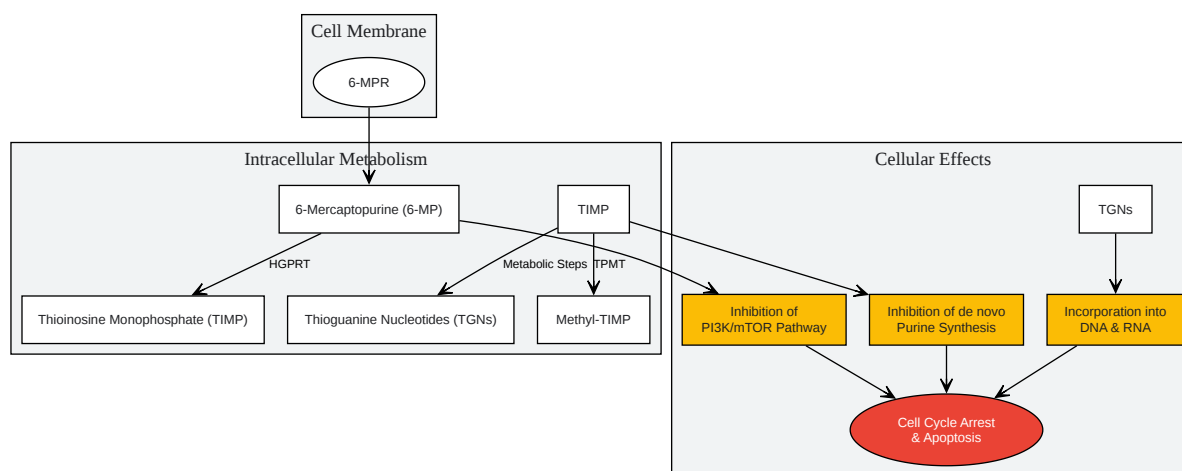 Cell Membrane
6-MPR
Intracellular Metabolism
Cellular Effects
6-Mercaptopurine (6-MP)
TIMP
TGNs
HGPRT
Metabolic Steps
TPMT
Thioinosine Monophosphate (TIMP)
Thioguanine Nucleotides (TGNs)
Methyl-TIMP
Inhibition of
PI3K/mTOR Pathway
Inhibition of de novo
Purine Synthesis
Incorporation into
DNA & RNA
Cell Cycle Arrest
& Apoptosis